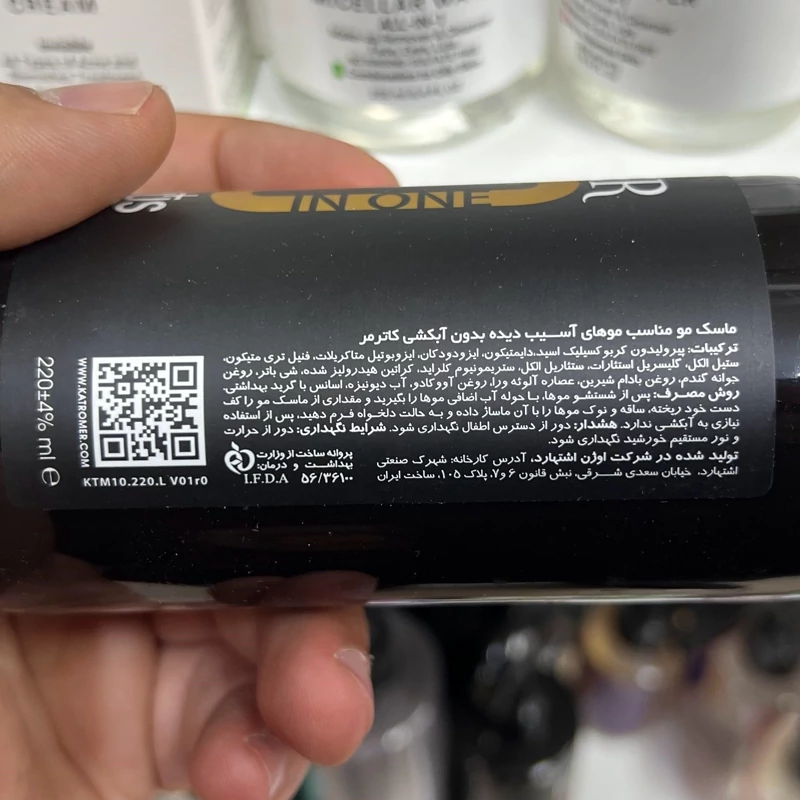 CREAM
MICELLAR WA
ALL-IN-1
IN ONE
ماسک مو مناسب موهای آسیب دیده بدون آبکشی کاترمر
ترکیبات: پیرولیدون کربوکسیلیک اسید، دایمتیکون، ایزودودکان، ایزوبوتیل متاکریلات، فنیل تری متیکون،
ستیل الکل، گلیسریل استئارات، ستئاریل الکل، ستریمونیوم کلراید، کراتین هیدرولیز شده، شی باتر، روغن
جوانه گندم، روغن بادام شیرین، عصاره آلوئه ورا، روغن آووکادو، آب دیونیزه، اسانس با گرید بهداشتی.
روش مصرف: پس از شستشو موها، با حوله آب اضافی موها را بگیرید و مقداری از ماسک مو را کف
دست خود ریخته، ساقه و نوک موها را با آن ماساژ داده و به حالت دلخواه فرم دهید، پس از استفاده
نیازی به آبکشی ندارد. هشدار: دور از دسترس اطفال نگهداری شود. شرایط نگهداری: دور از حرارت
و نور مستقیم خورشید نگهداری شود.
تولید شده در شرکت اوژن اشتهارد، آدرس کارخانه: شهرک صنعتی
اشتهارد، خیابان سعدی شرقی، نبش قانون ۶ و۷، پلاک ۱۰۵، ساخت ایران
پروانه ساخت از وزارت
بهداشت و درمان:
I.F.D.A ۵۶/۳۶۱۰۰
WWW.KATROMER.COM
KTM10.220.L V01r0
220±4% ml e